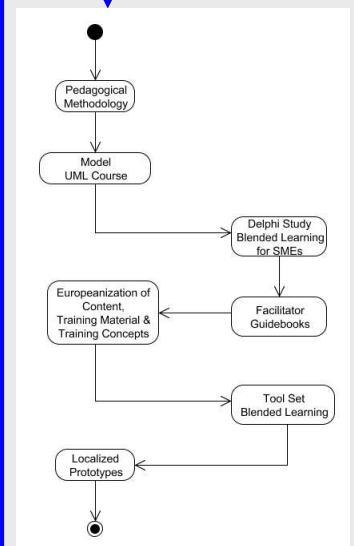 Pedagogical
Methodology
Model
UML Course
Delphi Study
Blended Learning
for SMEs
Facilitator
Guidebooks
Europeanization of
Content,
Training Material &
Training Concepts
Tool Set
Blended Learning
Localized
Prototypes